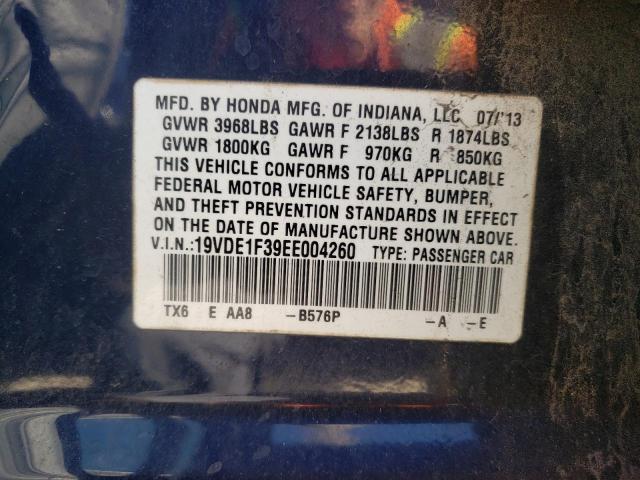 MFD. BY HONDA MFG. OF INDIANA, LLC 07/13
GVWR 3968LBS GAWR F 2138LBS R 1874LBS
GVWR 1800KG GAWR F 970KG R 850KG
THIS VEHICLE CONFORMS TO ALL APPLICABLE
FEDERAL MOTOR VEHICLE SAFETY, BUMPER,
AND THEFT PREVENTION STANDARDS IN EFFECT
ON THE DATE OF MANUFACTURE SHOWN ABOVE.
V.I.N.:19VDE1F39EE004260 TYPE: PASSENGER CAR
TX6 E AA8 -B576P -A -E